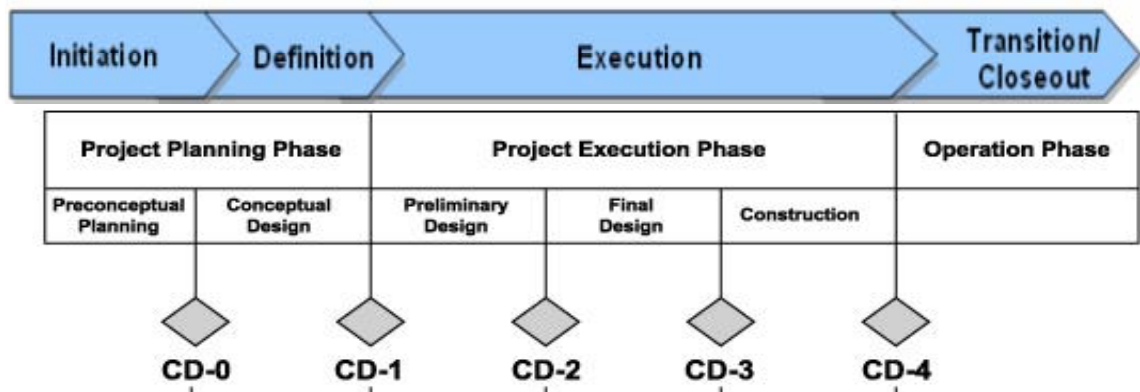 Initiation
Definition
Execution
Transition/
Closeout
Project Planning Phase
Project Execution Phase
Operation Phase
Preconceptual
Planning
Conceptual
Design
Preliminary
Design
Final
Design
Construction
CD-0
CD-1
CD-2
CD-3
CD-4